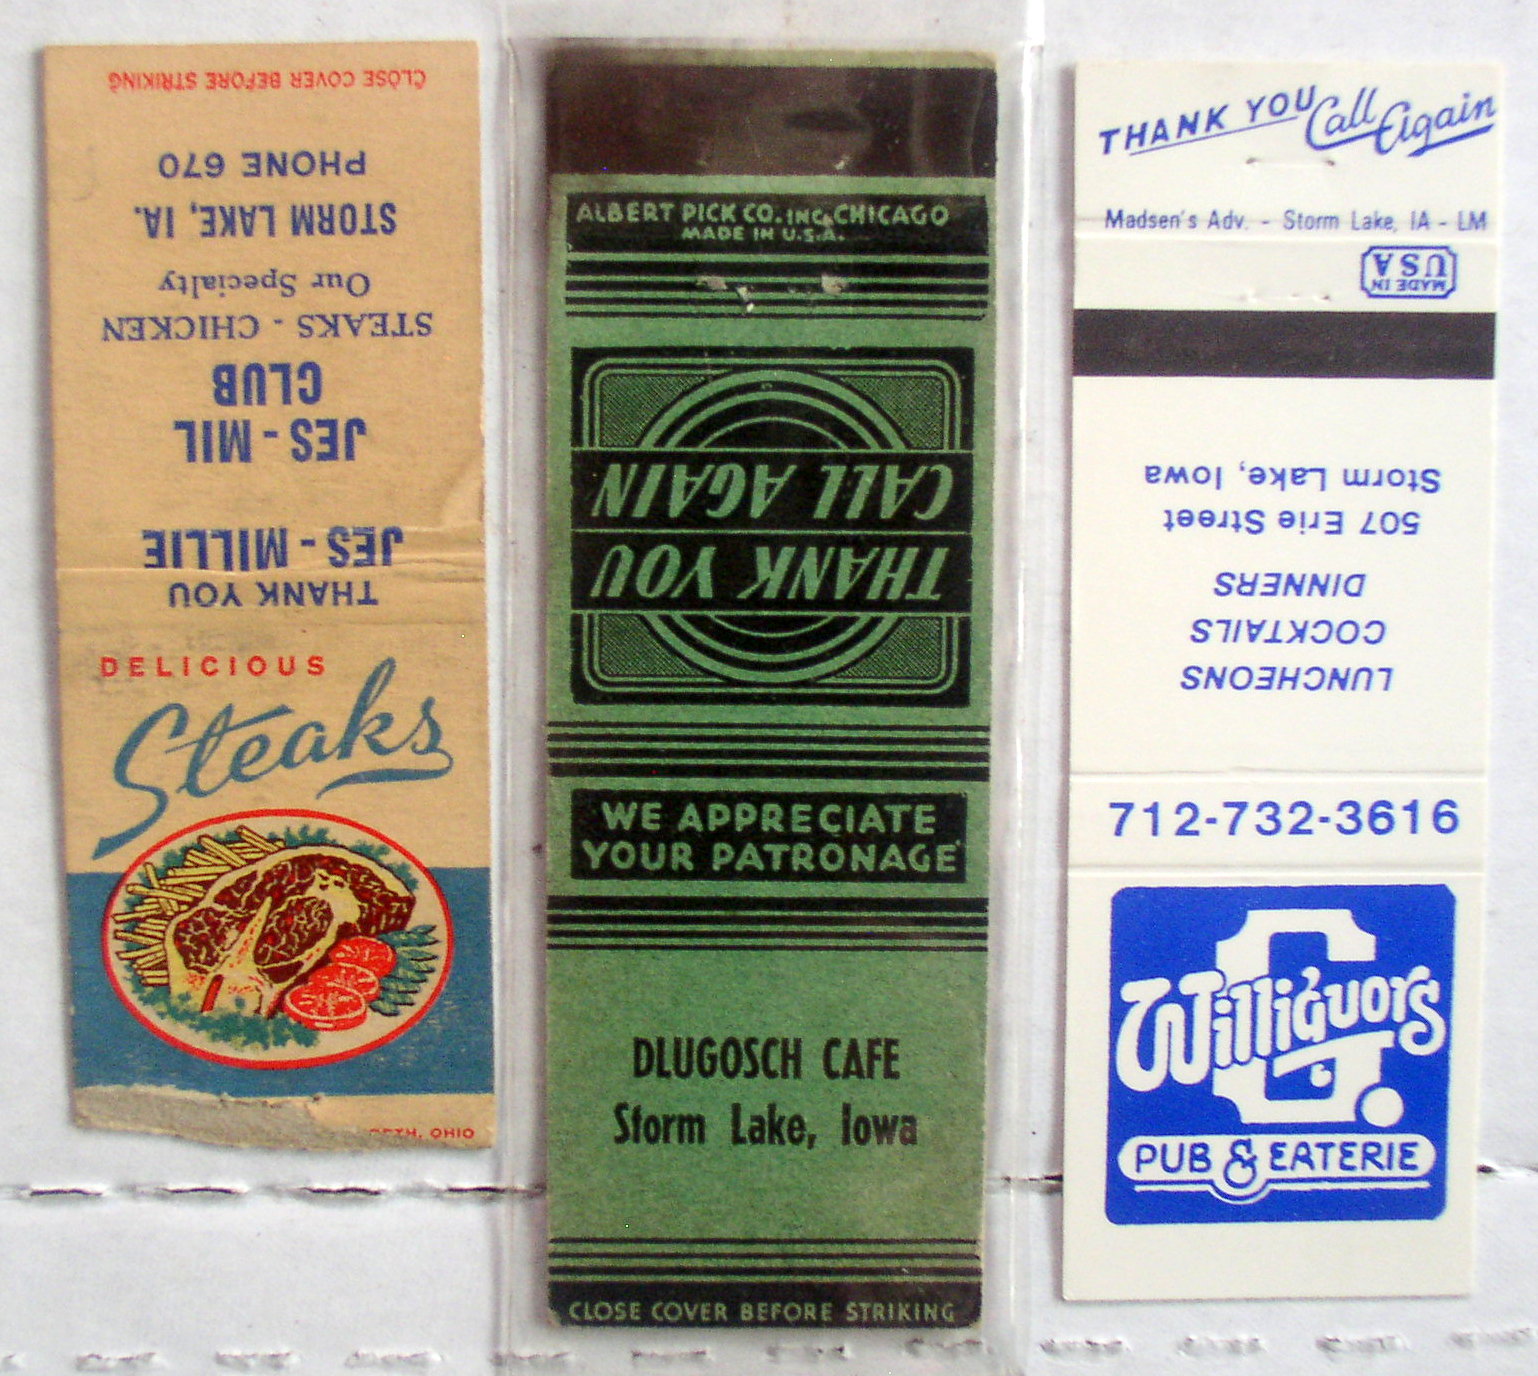 CLOSE COVER BEFORE STRIKING
PHONE 670
STORM LAKE, IA.
Our Specialty
STEAKS - CHICKEN
CLUB
JES - MIL
JES - MILLIE
THANK YOU
DELICIOUS
Steaks
OHIO
ALBERT PICK CO. INC. CHICAGO
MADE IN U.S.A.
CALL AGAIN
THANK YOU
WE APPRECIATE
YOUR PATRONAGE
DLUGOSCH CAFE
Storm Lake, Iowa
CLOSE COVER BEFORE STRIKING
THANK YOU Call Again
Madsen's Adv. - Storm Lake, IA - LM
MADE IN
USA
Storm Lake, Iowa
507 Erie Street
DINNERS
COCKTAILS
LUNCHEONS
712-732-3616
G.
Williquors
PUB & EATERIE